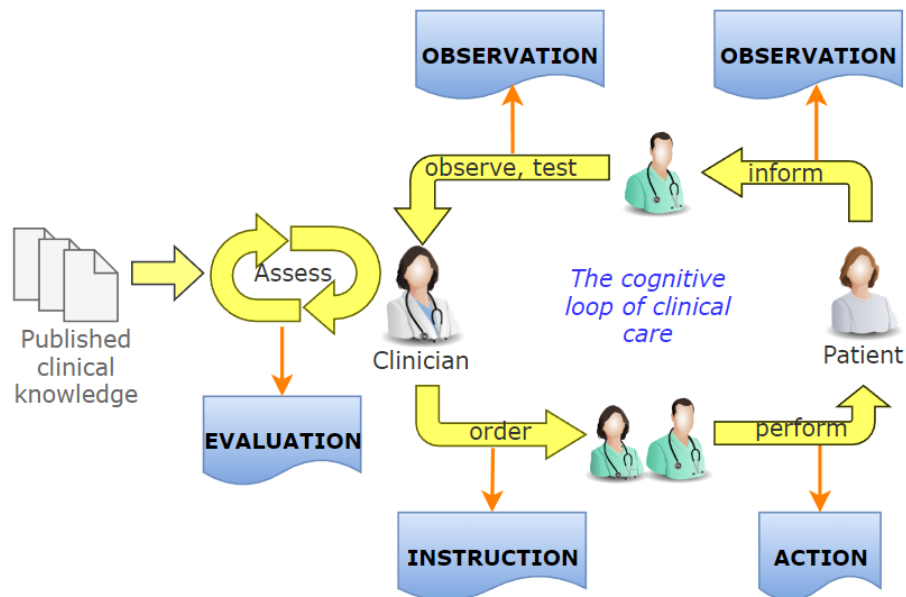 OBSERVATION
OBSERVATION
observe, test
inform
Assess
The cognitive
loop of clinical
care
Published
clinical
knowledge
Clinician
Patient
EVALUATION
order
perform
INSTRUCTION
ACTION